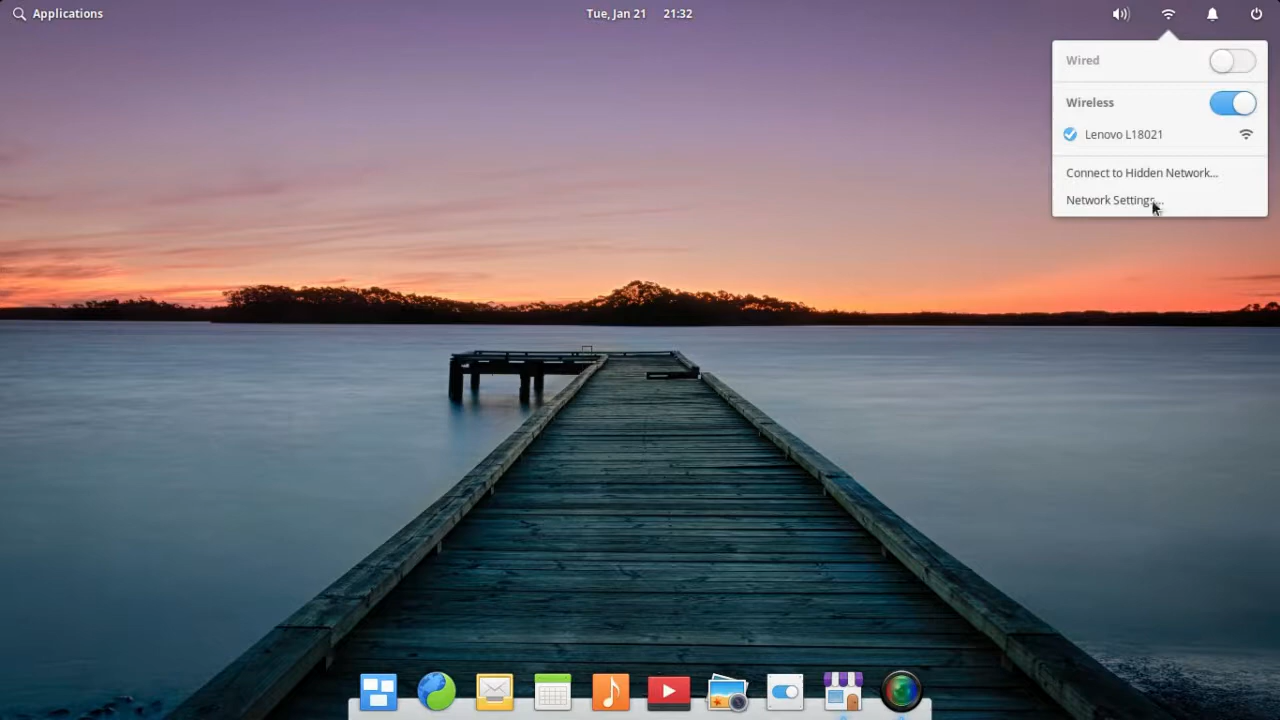 Applications
Tue, Jan 21 21:32
Wired
Wireless
Lenovo L18021
Connect to Hidden Network...
Network Settings...